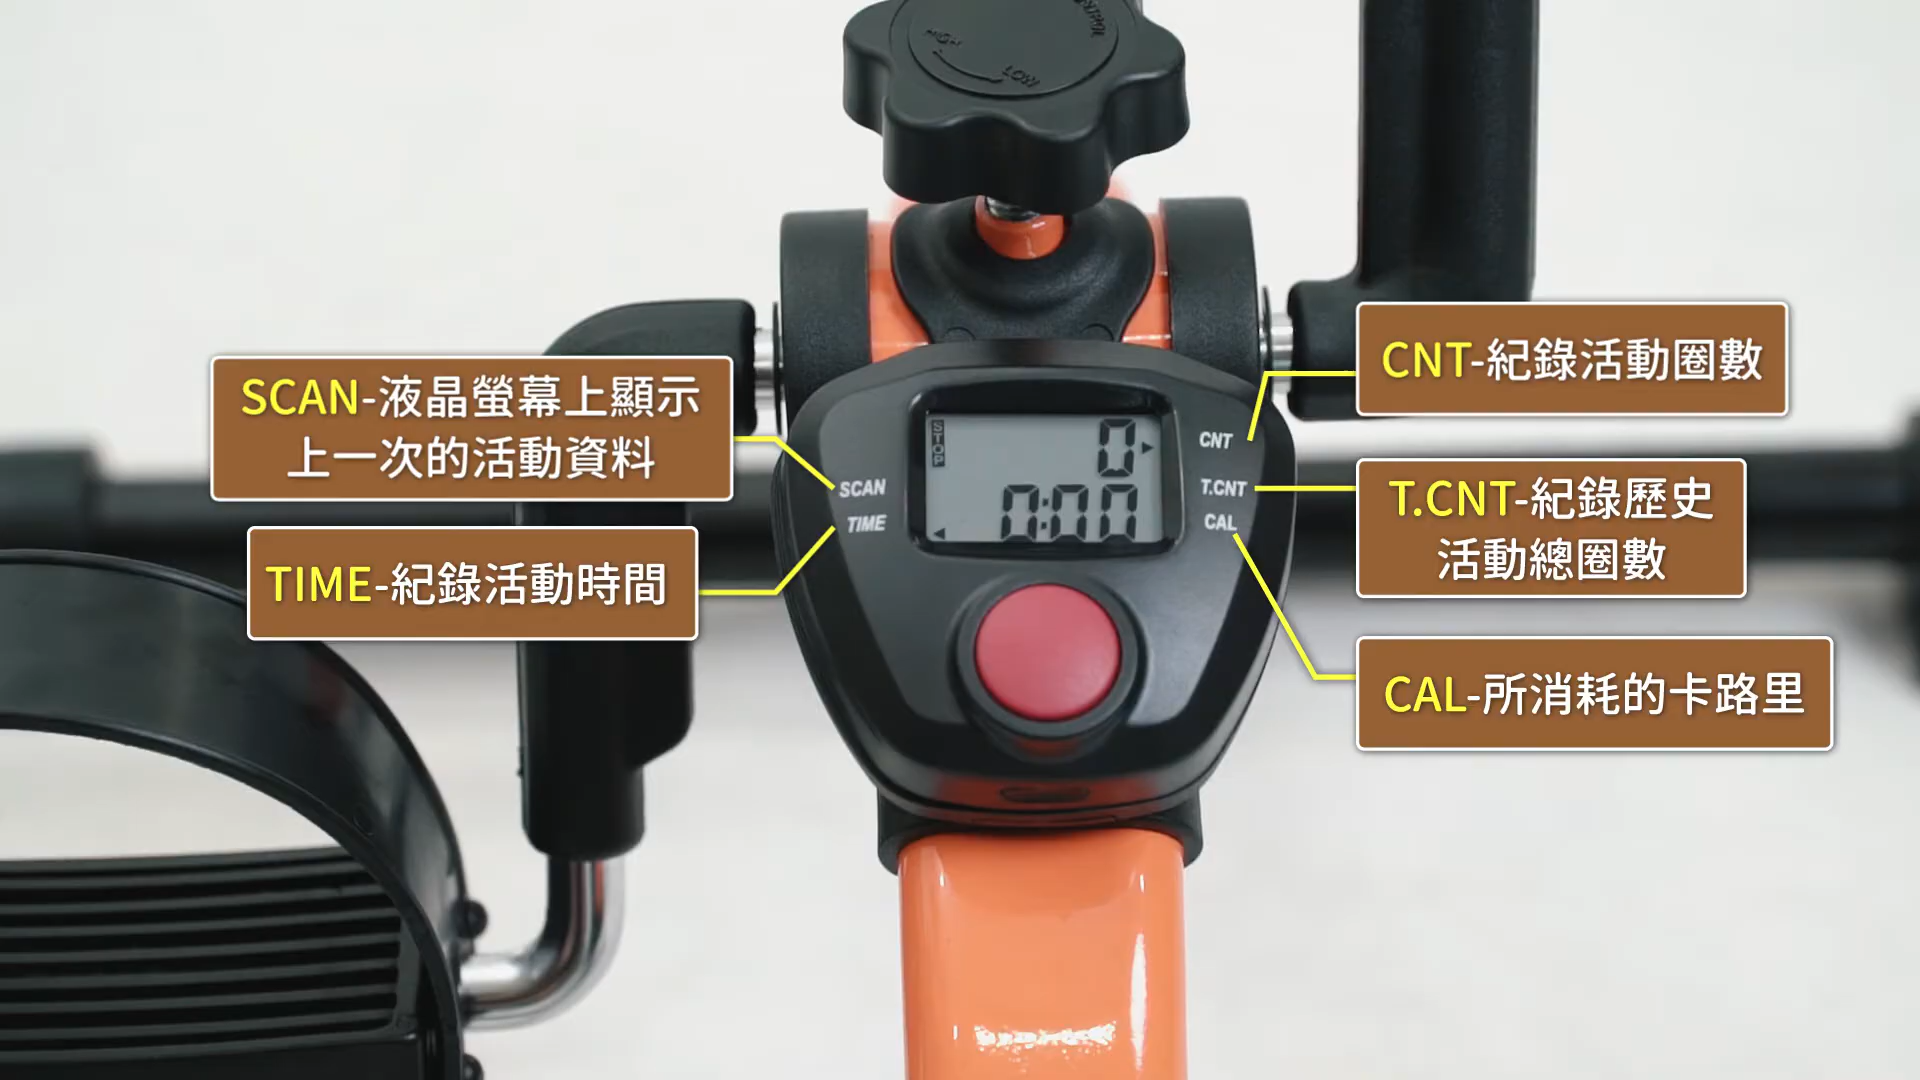 CONTROL
HIGH
LOW
CNT-紀錄活動圈數
SCAN-液晶螢幕上顯示
上一次的活動資料
STOP
0
0:00
SCAN
TIME
CNT
T.CNT
CAL
T.CNT-紀錄歷史
活動總圈數
TIME-紀錄活動時間
CAL-所消耗的卡路里